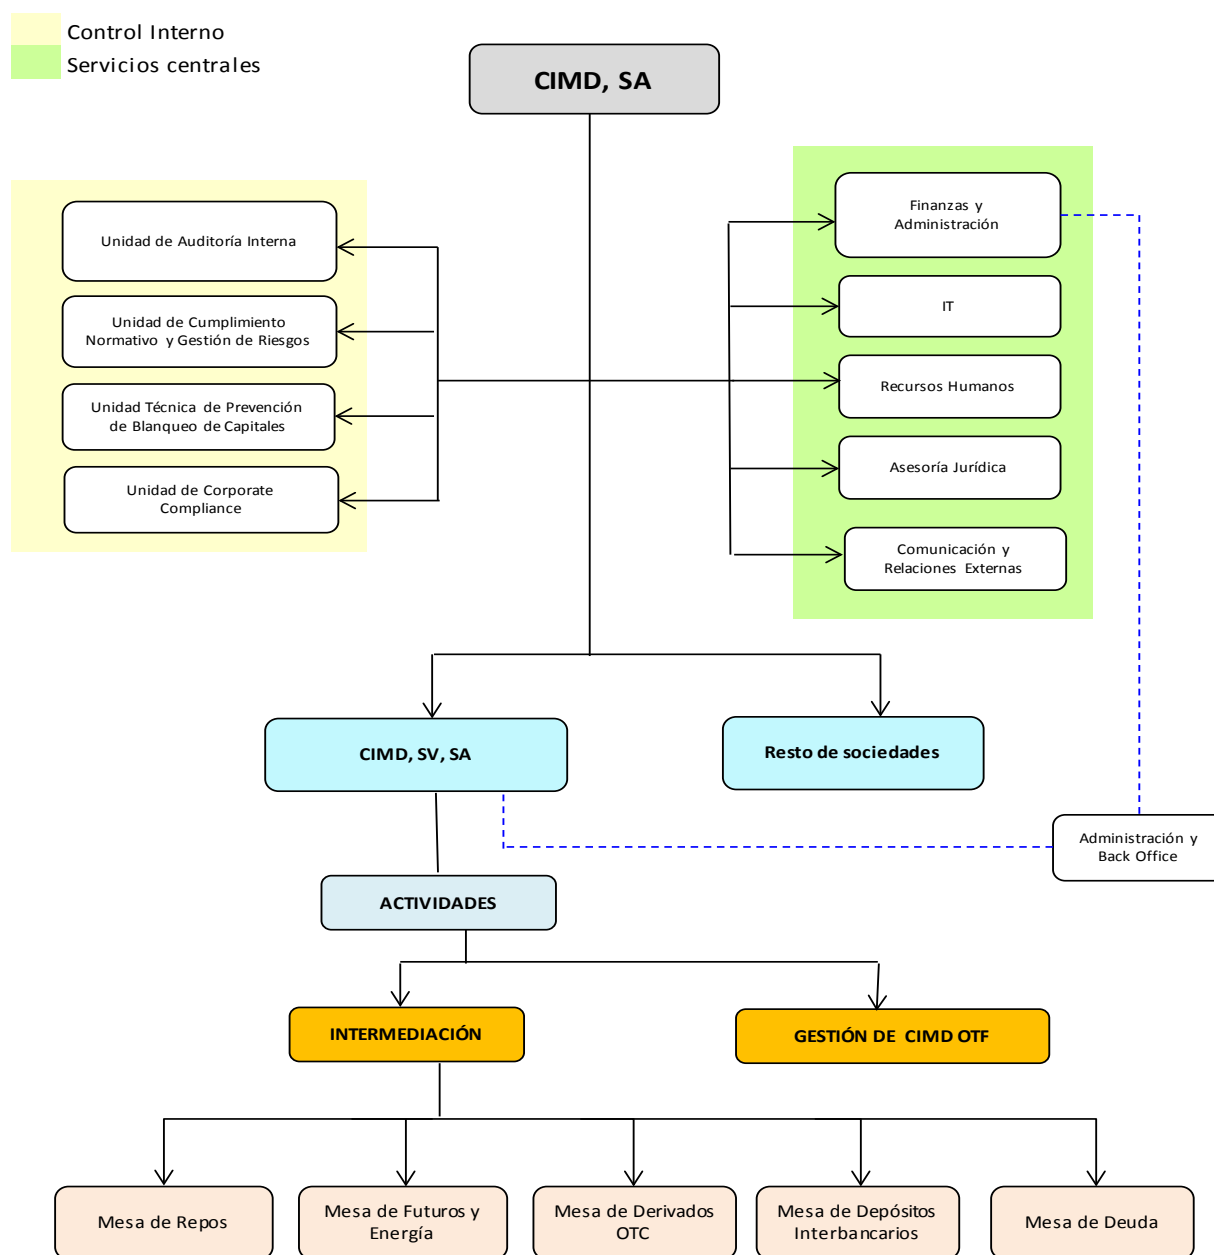 Control Interno
Servicios centrales
CIMD, SA
Unidad de Auditoría Interna
Unidad de Cumplimiento
Normativo y Gestión de Riesgos
Unidad Técnica de Prevención
de Blanqueo de Capitales
Unidad de Corporate
Compliance
Finanzas y
Administración
IT
Recursos Humanos
Asesoría Jurídica
Comunicación y
Relaciones Externas
CIMD, SV, SA
Resto de sociedades
Administración y
Back Office
ACTIVIDADES
INTERMEDIACIÓN
GESTIÓN DE CIMD OTF
Mesa de Repos
Mesa de Futuros y
Energía
Mesa de Derivados
OTC
Mesa de Depósitos
Interbancarios
Mesa de Deuda